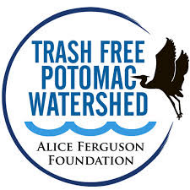 TRASH FREE
POTOMAC
WATERSHED
ALICE FERGUSON
FOUNDATION